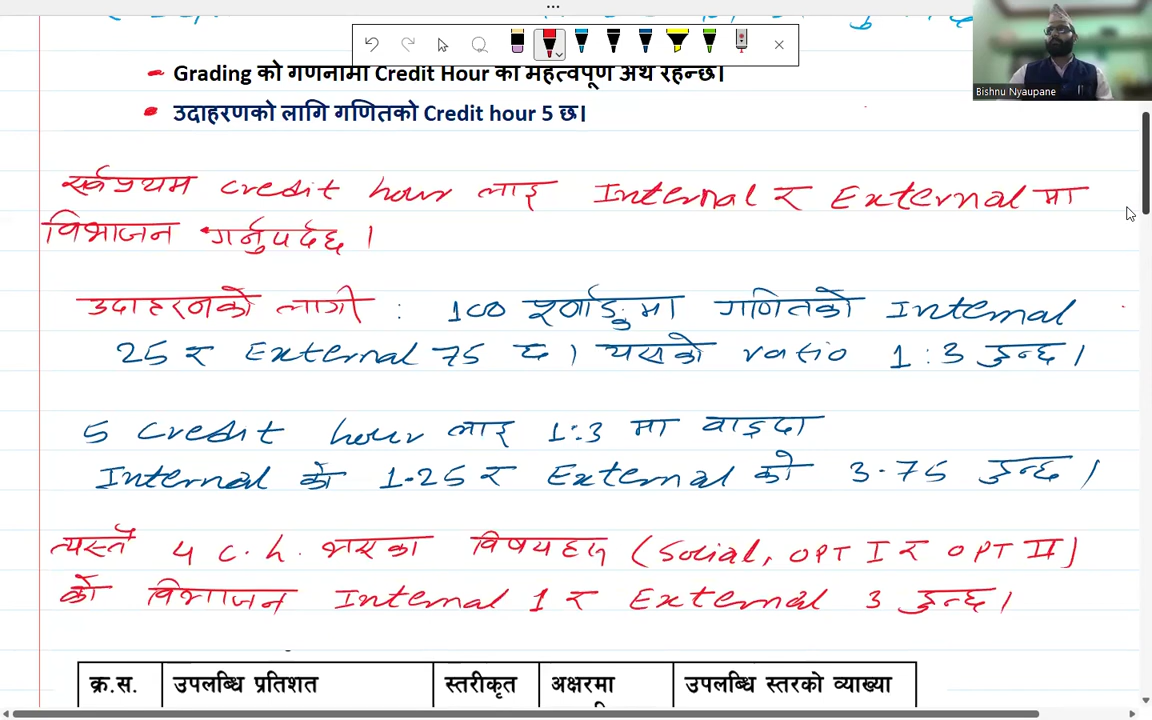 Bishnu Nyaupane
Grading को गणनामा Credit Hour को महत्वपूर्ण अर्थ रहन्छ।
उदाहरणको लागि गणितको Credit hour 5 छ।
सर्वप्रथम credit hour लाइ Internal र External मा
विभाजन गर्नुपर्दछ ।
उदाहरनको लागी : 100 पूर्णाङ्कमा गणितको Internal
25 र External 75 छ । यसको ratio 1:3 हुन्छ ।
5 Credit hour लाइ 1:3 मा बाड्दा
Internal को 1.25 र External को 3.75 हुन्छ ।
त्यस्तै 4 c.h. भएका विषयहरु (Social, OPT I र OPT II)
को विभाजन Internal 1 र External 3 हुन्छ ।
क्र.स. उपलब्धि प्रतिशत स्तरीकृत अक्षरमा उपलब्धि स्तरको व्याख्या